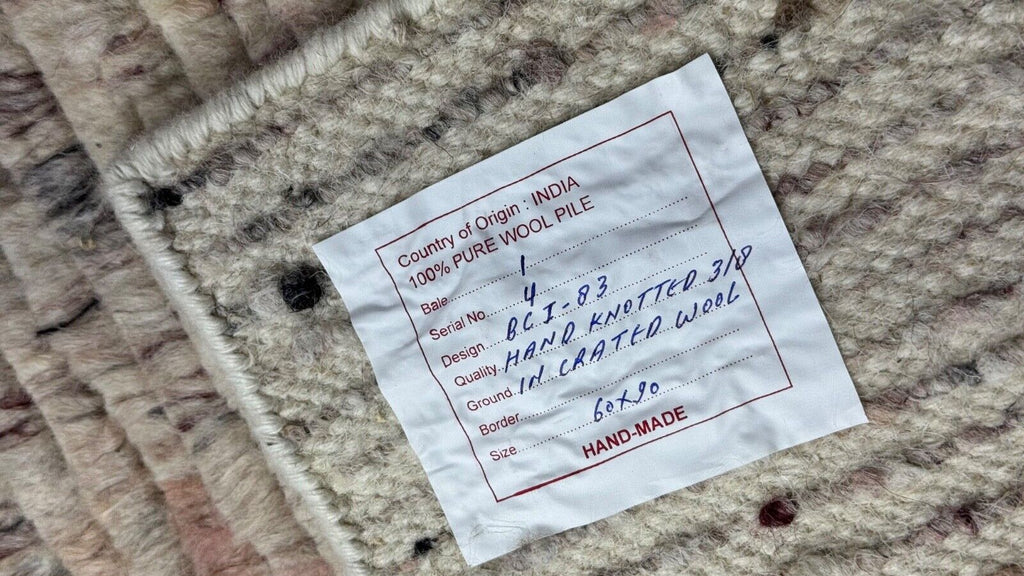 Country of Origin : INDIA
100% PURE WOOL PILE
Bale 1
Serial No. 4
Design BCI-83
Quality HAND KNOTTED 3/8
Ground IN CRATED WOOL
Border
Size 60X90
HAND-MADE